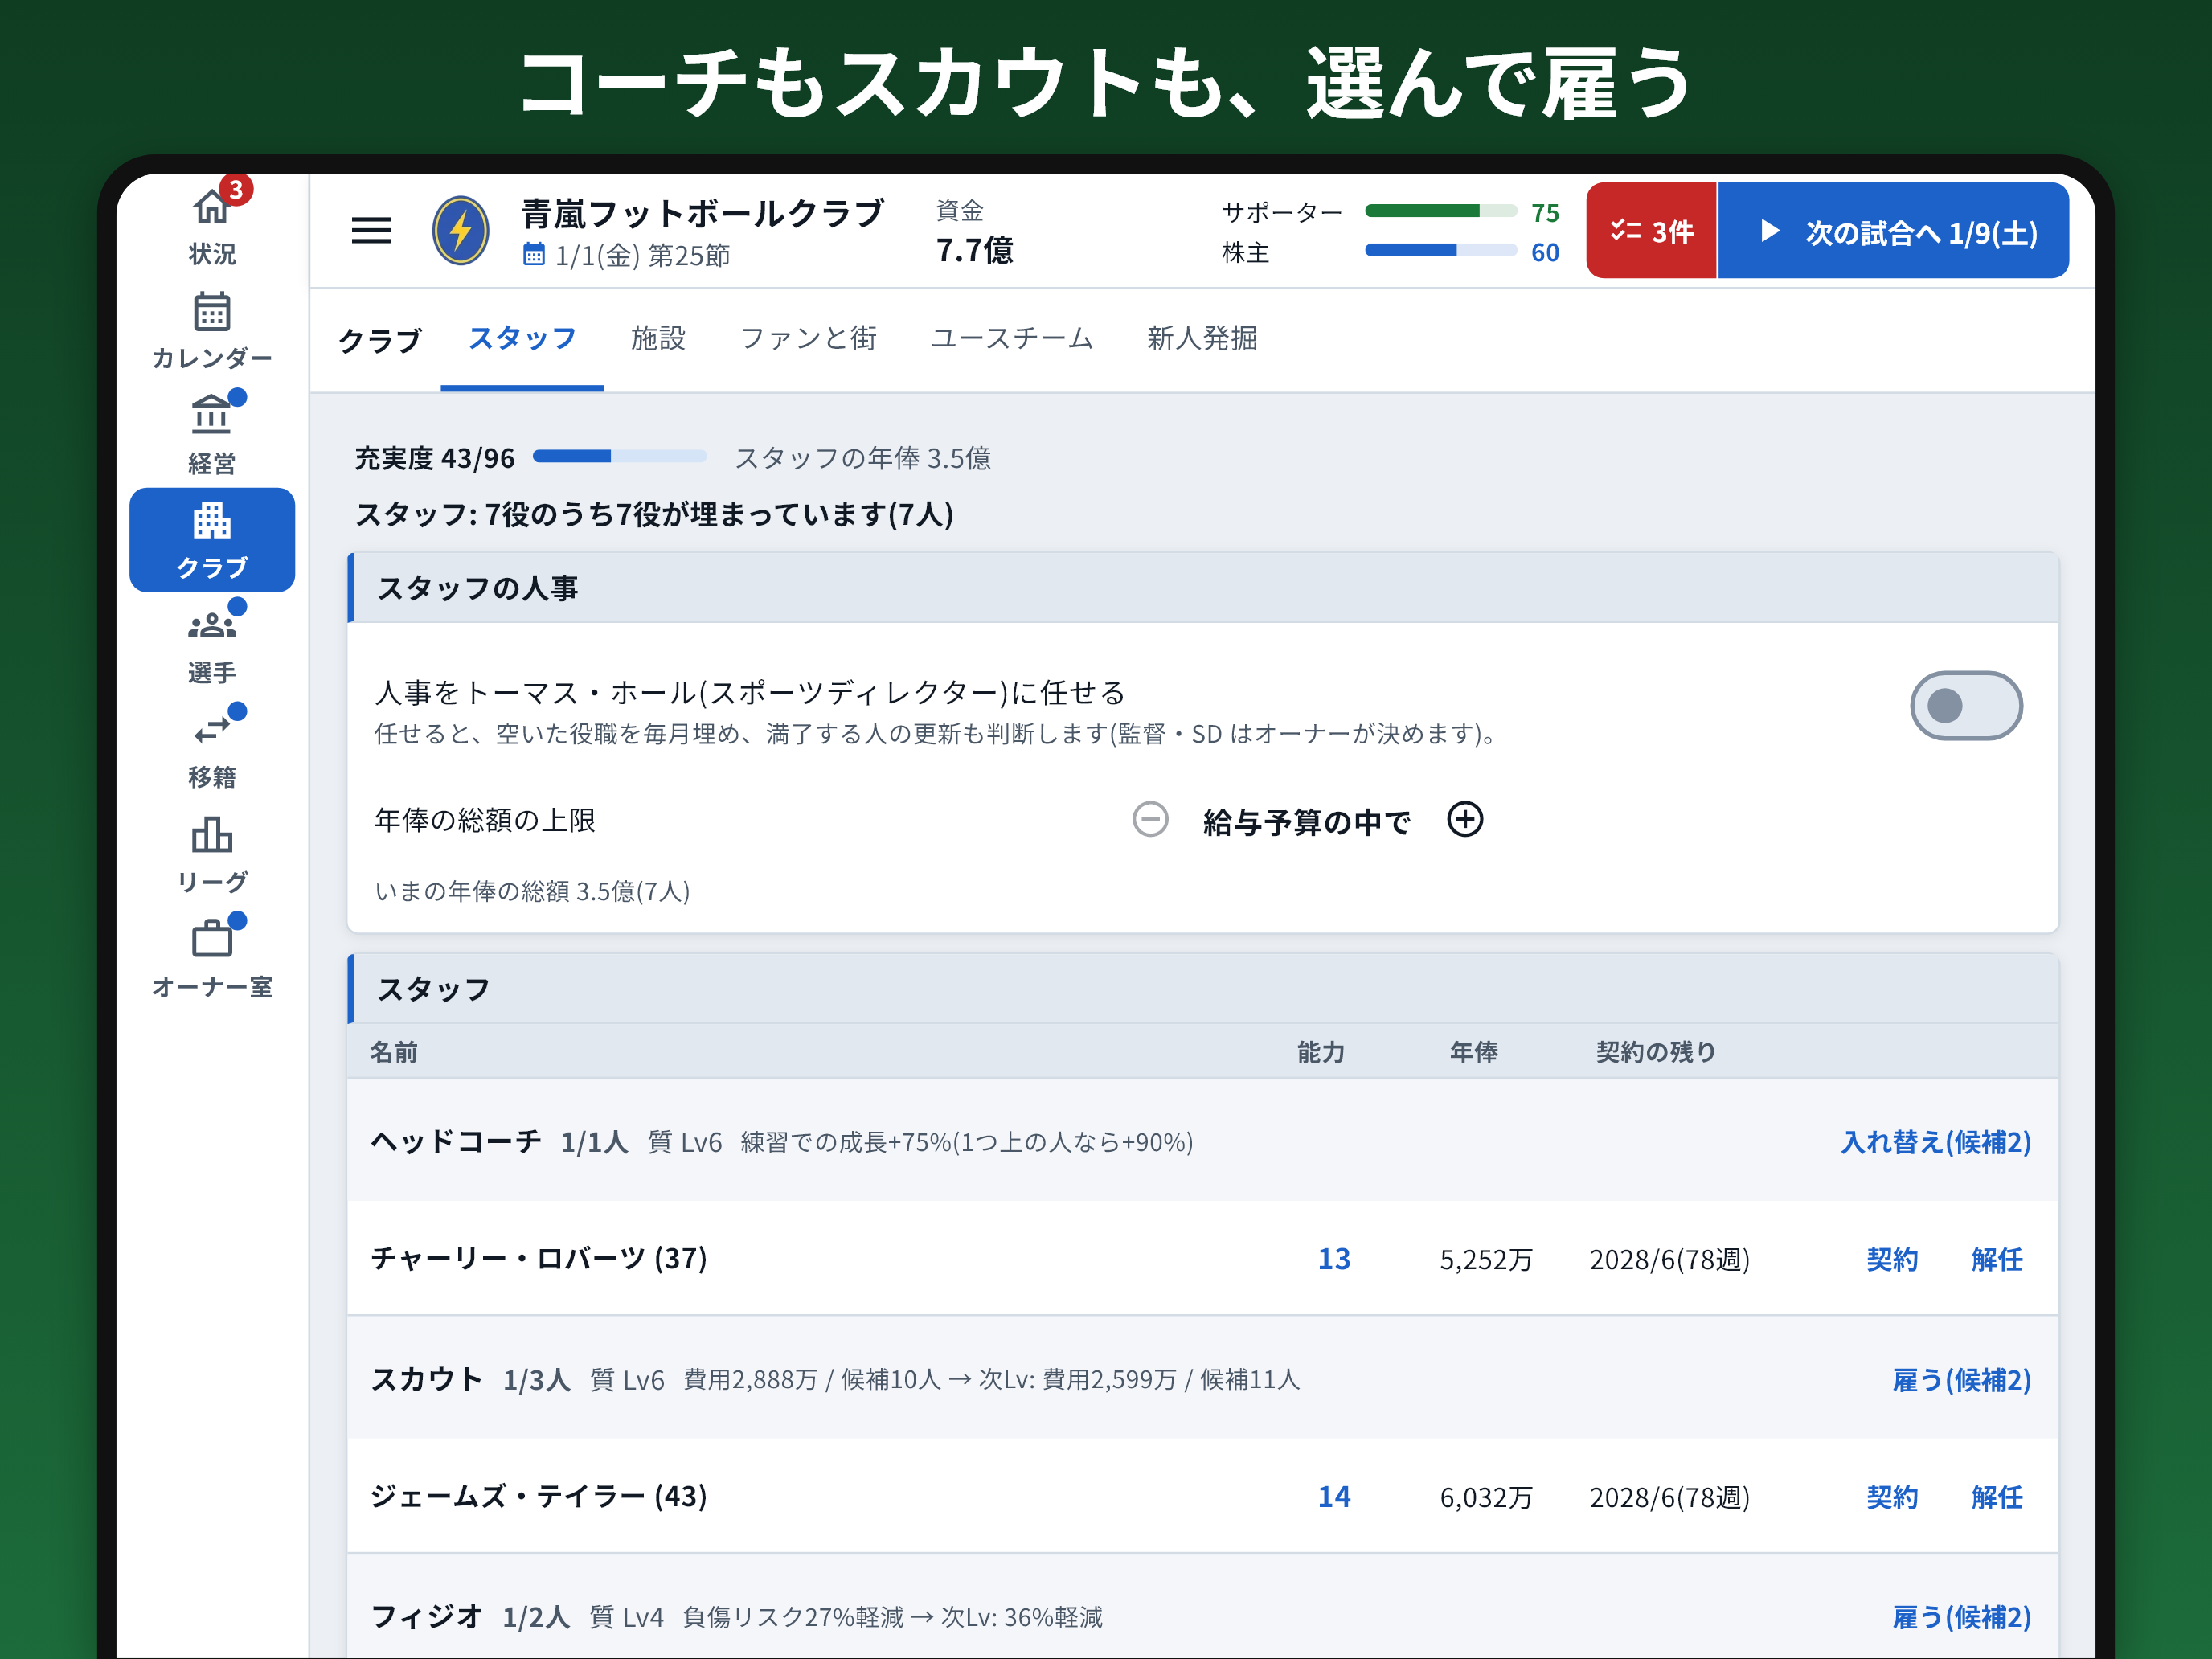 コーチもスカウトも、選んで雇う
3
状況
カレンダー
経営
クラブ
選手
移籍
リーグ
オーナー室
青嵐フットボールクラブ
1/1(金) 第25節
資金
7.7億
サポーター 75
株主 60
3件
次の試合へ 1/9(土)
クラブ スタッフ 施設 ファンと街 ユースチーム 新人発掘
充実度 43/96 スタッフの年俸 3.5億
スタッフ: 7役のうち7役が埋まっています(7人)
スタッフの人事
人事をトーマス・ホール(スポーツディレクター)に任せる
任せると、空いた役職を毎月埋め、満了する人の更新も判断します(監督・SD はオーナーが決めます)。
年俸の総額の上限 給与予算の中で
いまの年俸の総額 3.5億(7人)
スタッフ
名前 能力 年俸 契約の残り
ヘッドコーチ 1/1人 質 Lv6 練習での成長+75%(1つ上の人なら+90%) 入れ替え(候補2)
チャーリー・ロバーツ (37) 13 5,252万 2028/6(78週) 契約 解任
スカウト 1/3人 質 Lv6 費用2,888万 / 候補10人 → 次Lv: 費用2,599万 / 候補11人 雇う(候補2)
ジェームズ・テイラー (43) 14 6,032万 2028/6(78週) 契約 解任
フィジオ 1/2人 質 Lv4 負傷リスク27%軽減 → 次Lv: 36%軽減 雇う(候補2)